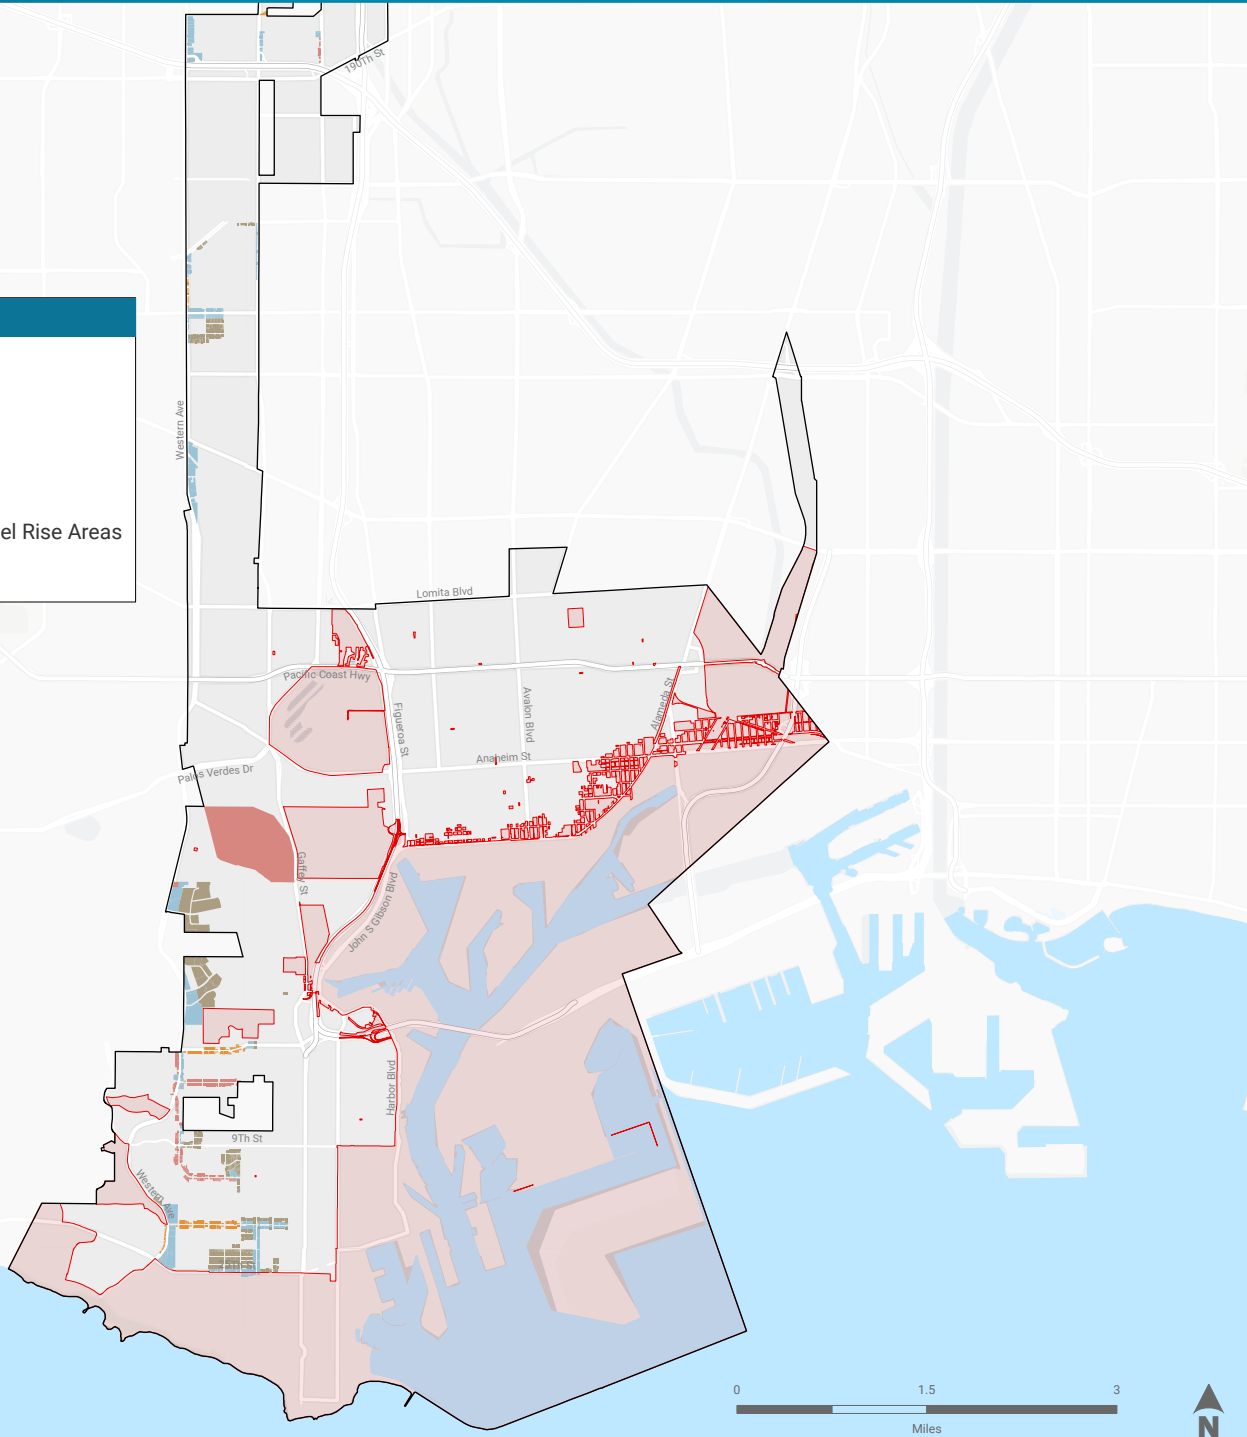 190Th St
Western Ave
el Rise Areas
Lomita Blvd
Pacific Coast Hwy
Figueroa St
Avalon Blvd
Alameda St
Anaheim St
Palos Verdes Dr
Gaffey St
John S Gibson Blvd
Harbor Blvd
9Th St
Western Ave
0 1.5 3
Miles
N